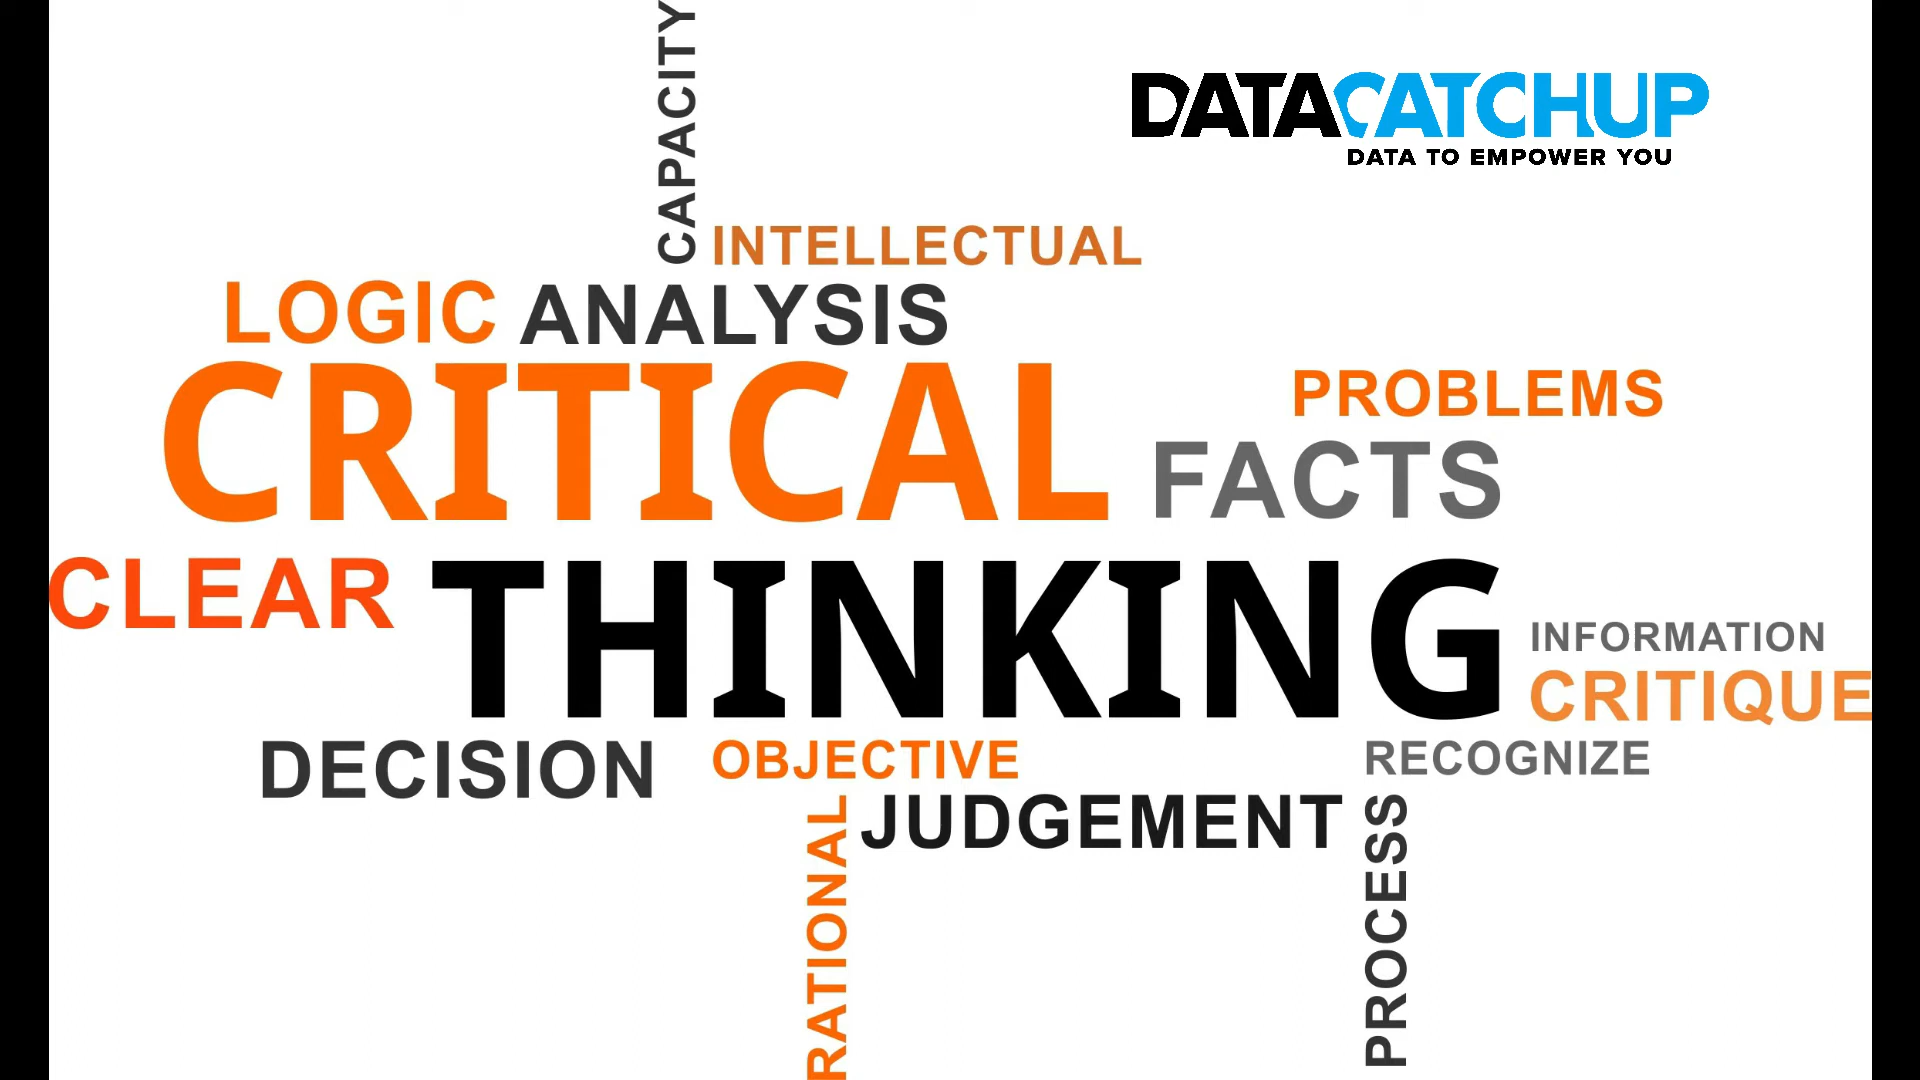 CAPACITY
DATACATCHUP
DATA TO EMPOWER YOU
INTELLECTUAL
LOGIC ANALYSIS
CRITICAL
PROBLEMS
FACTS
CLEAR
THINKING
INFORMATION
CRITIQUE
DECISION
OBJECTIVE
RECOGNIZE
RATIONAL
JUDGEMENT
PROCESS